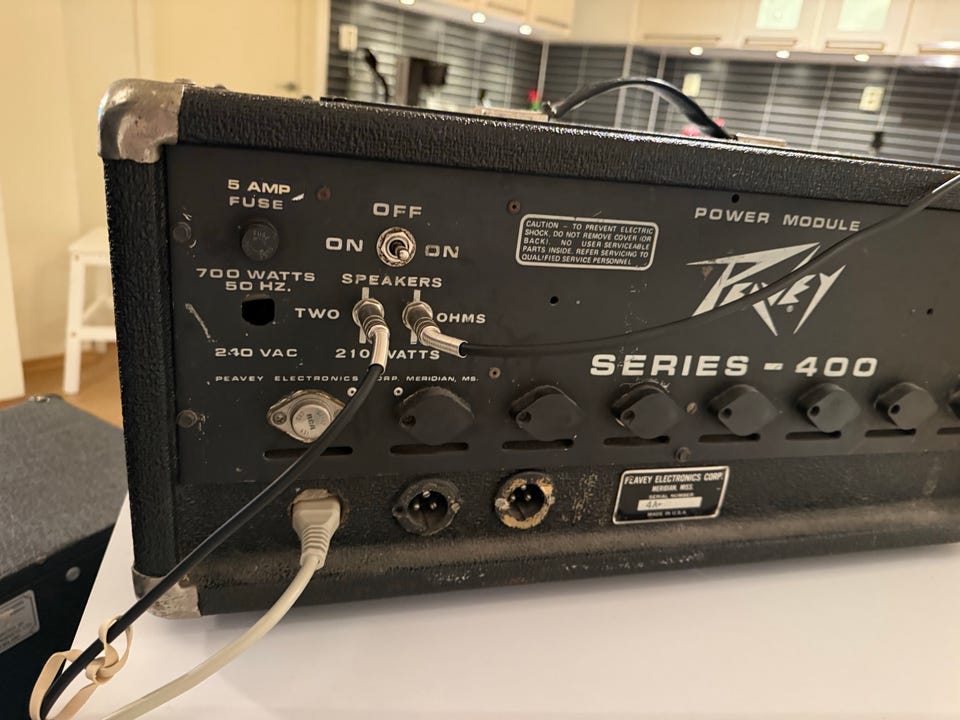 5 AMP
FUSE
OFF
ON
ON
CAUTION – TO PREVENT ELECTRIC
SHOCK, DO NOT REMOVE COVER (OR
BACK). NO USER SERVICEABLE
PARTS INSIDE. REFER SERVICING TO
QUALIFIED SERVICE PERSONNEL
POWER MODULE
PEAVEY
®
700 WATTS
50 HZ.
SPEAKERS
TWO
OHMS
240 VAC
210 WATTS
SERIES – 400
PEAVEY ELECTRONICS CORP. MERIDIAN, MS.
RCA
PEAVEY ELECTRONICS CORP.
MERIDIAN, MISS.
SERIAL NUMBER
4A-
MADE IN U.S.A.